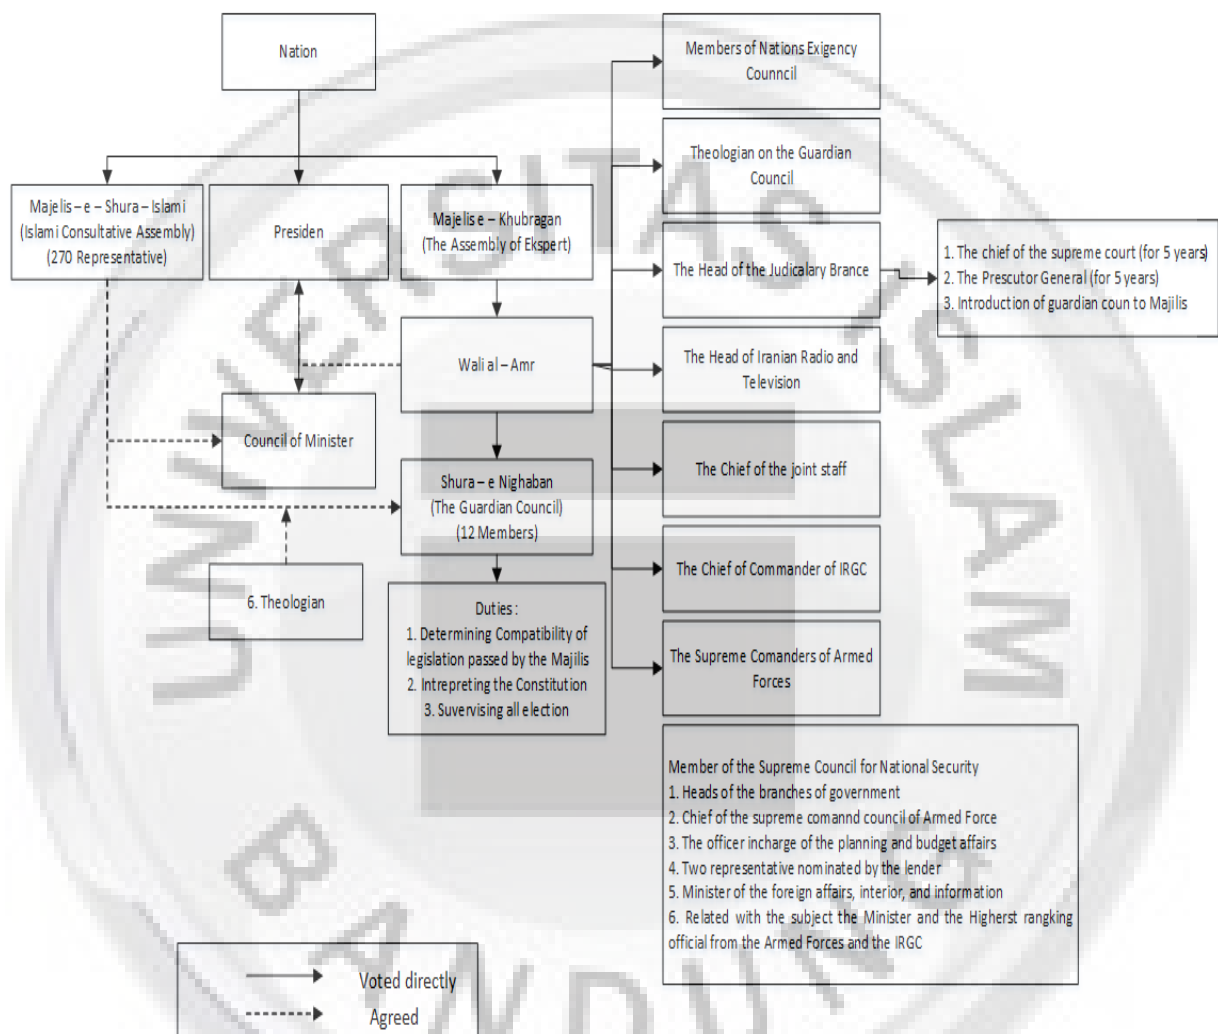 Nation
Majelis – e – Shura – Islami
(Islami Consultative Assembly)
(270 Representative)
Presiden
Majelis e – Khubragan
(The Assembly of Ekspert)
Wali al – Amr
Council of Minister
Shura – e Nighaban
(The Guardian Council)
(12 Members)
6. Theologian
Duties :
1. Determining Compatibility of
legislation passed by the Majilis
2. Intrepreting the Constitution
3. Suvervising all election
Members of Nations Exigency
Counncil
Theologian on the Guardian
Council
The Head of the Judicalary Brance
1. The chief of the supreme court (for 5 years)
2. The Prescutor General (for 5 years)
3. Introduction of guardian coun to Majilis
The Head of Iranian Radio and
Television
The Chief of the joint staff
The Chief of Commander of IRGC
The Supreme Comanders of Armed
Forces
Member of the Supreme Council for National Security
1. Heads of the branches of government
2. Chief of the supreme comannd council of Armed Force
3. The officer incharge of the planning and budget affairs
4. Two representative nominated by the lender
5. Minister of the foreign affairs, interior, and information
6. Related with the subject the Minister and the Higherst rangking
official from the Armed Forces and the IRGC
Voted directly
Agreed
UNIVERSITAS ISLAM
BANDUNG